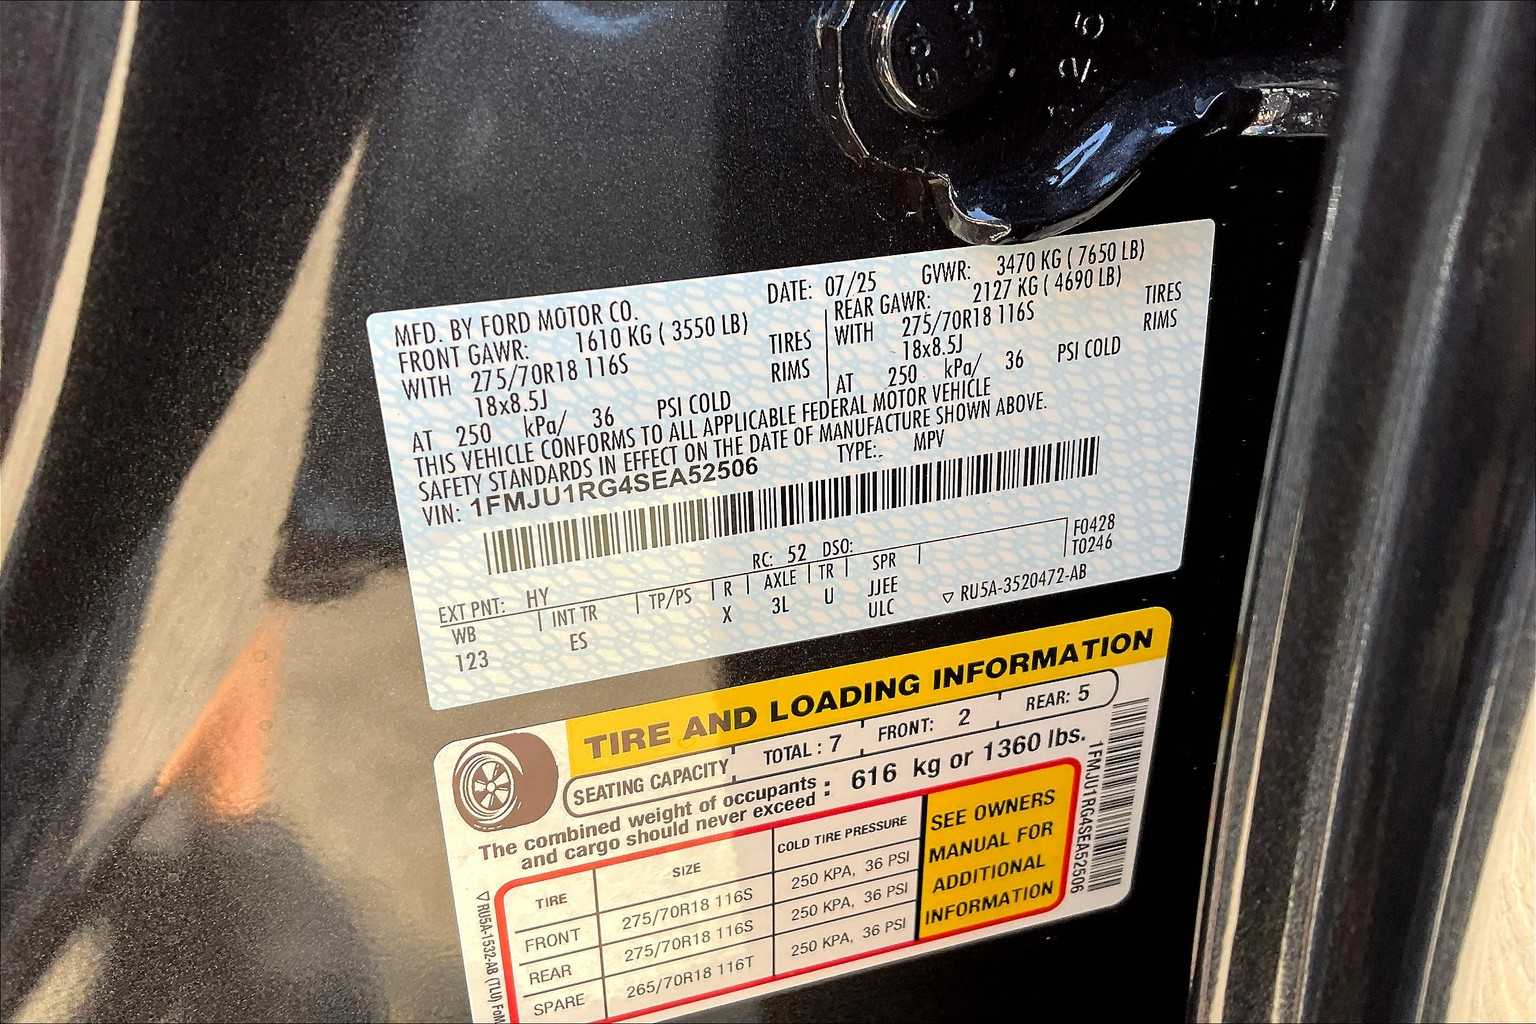 MFD. BY FORD MOTOR CO. DATE: 07/25 GVWR: 3470 KG ( 7650 LB)
FRONT GAWR: 1610 KG ( 3550 LB) REAR GAWR: 2127 KG ( 4690 LB)
WITH 275/70R18 116S TIRES WITH 275/70R18 116S TIRES
18x8.5J RIMS 18x8.5J RIMS
AT 250 kPa/ 36 PSI COLD AT 250 kPa/ 36 PSI COLD
THIS VEHICLE CONFORMS TO ALL APPLICABLE FEDERAL MOTOR VEHICLE
SAFETY STANDARDS IN EFFECT ON THE DATE OF MANUFACTURE SHOWN ABOVE.
VIN: 1FMJU1RG4SEA52506 TYPE: MPV
F0428
T0246
EXT PNT: HY RC: 52 DSO:
WB INT TR TP/PS R AXLE TR SPR
123 ES X 3L U JJEE
ULC
▽ RU5A-3520472-AB
TIRE AND LOADING INFORMATION
SEATING CAPACITY TOTAL : 7 FRONT: 2 REAR: 5
The combined weight of occupants
and cargo should never exceed : 616 kg or 1360 lbs.
TIRE SIZE COLD TIRE PRESSURE
FRONT 275/70R18 116S 250 KPA, 36 PSI
REAR 275/70R18 116S 250 KPA, 36 PSI
SPARE 265/70R18 116T 250 KPA, 36 PSI
SEE OWNERS
MANUAL FOR
ADDITIONAL
INFORMATION
1FMJU1RG4SEA52506
▽RU5A-1532-AB (TLU)